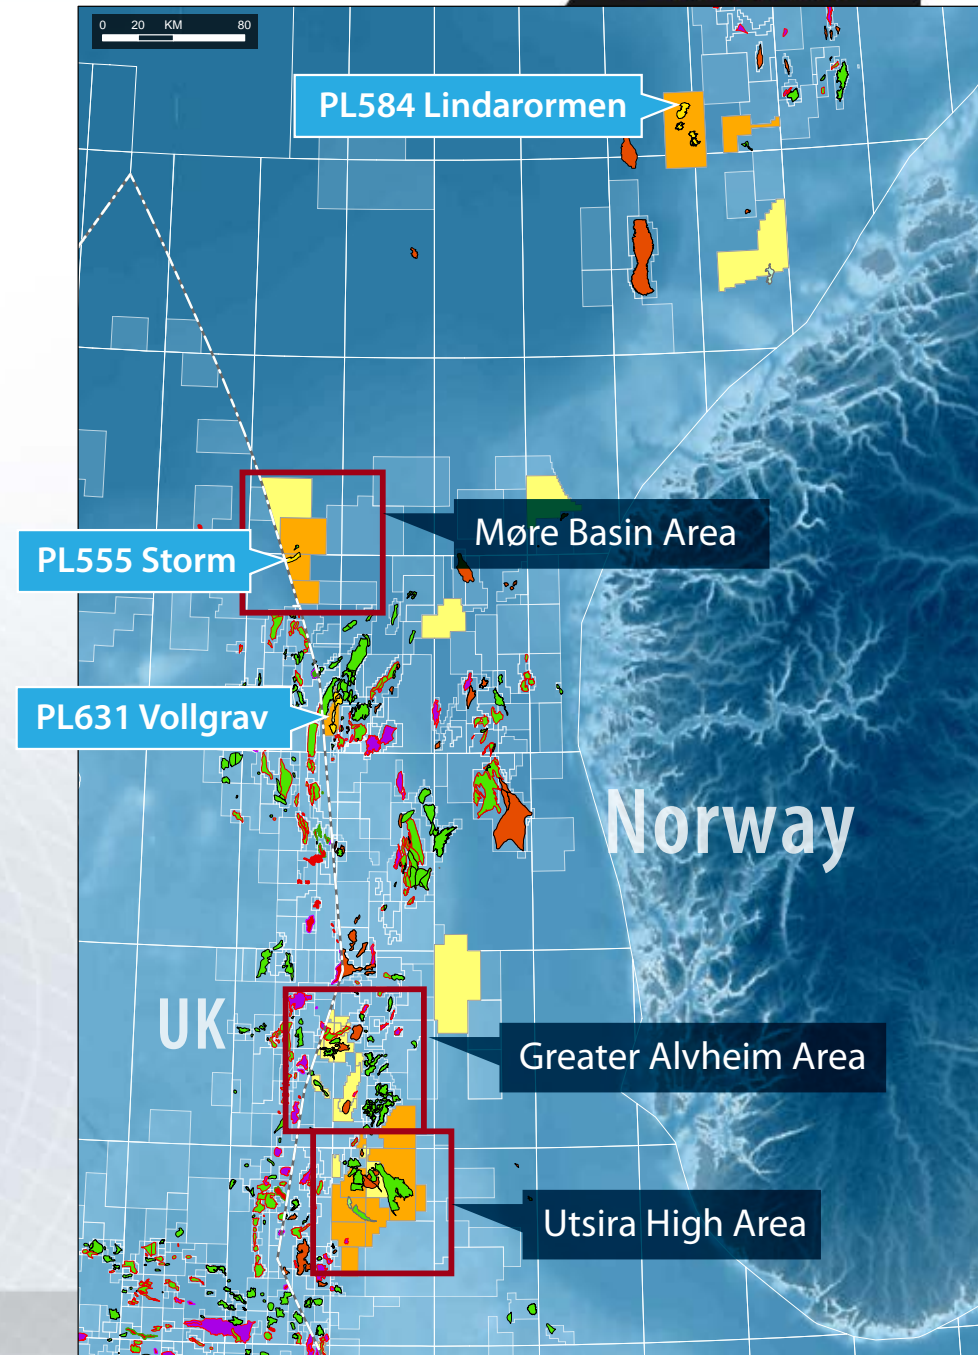 0 20 KM 80
PL584 Lindarormen
Møre Basin Area
PL555 Storm
PL631 Vollgrav
Norway
UK
Greater Alvheim Area
Utsira High Area